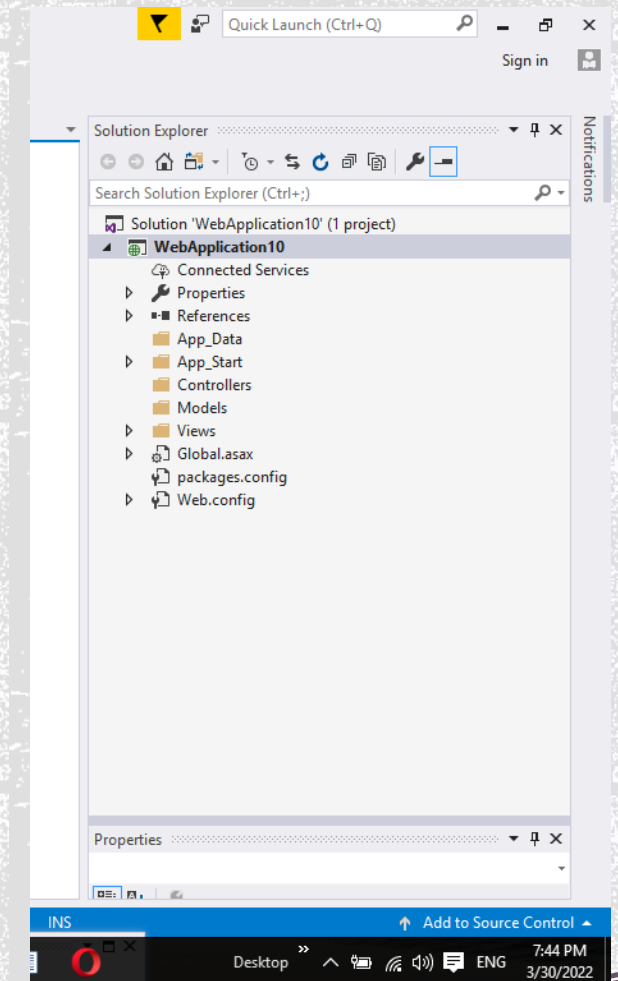 Quick Launch (Ctrl+Q)
Sign in
Notifications
Solution Explorer
Search Solution Explorer (Ctrl+;)
Solution 'WebApplication10' (1 project)
WebApplication10
Connected Services
Properties
References
App_Data
App_Start
Controllers
Models
Views
Global.asax
packages.config
Web.config
Properties
INS
Add to Source Control
Desktop
ENG
7:44 PM
3/30/2022